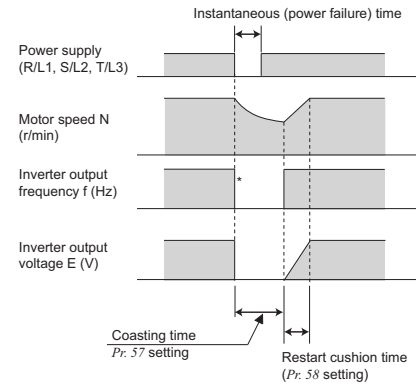 Instantaneous (power failure) time
Power supply
(R/L1, S/L2, T/L3)
Motor speed N
(r/min)
Inverter output
frequency f (Hz)
*
Inverter output
voltage E (V)
Coasting time
Pr. 57 setting
Restart cushion time
(Pr. 58 setting)